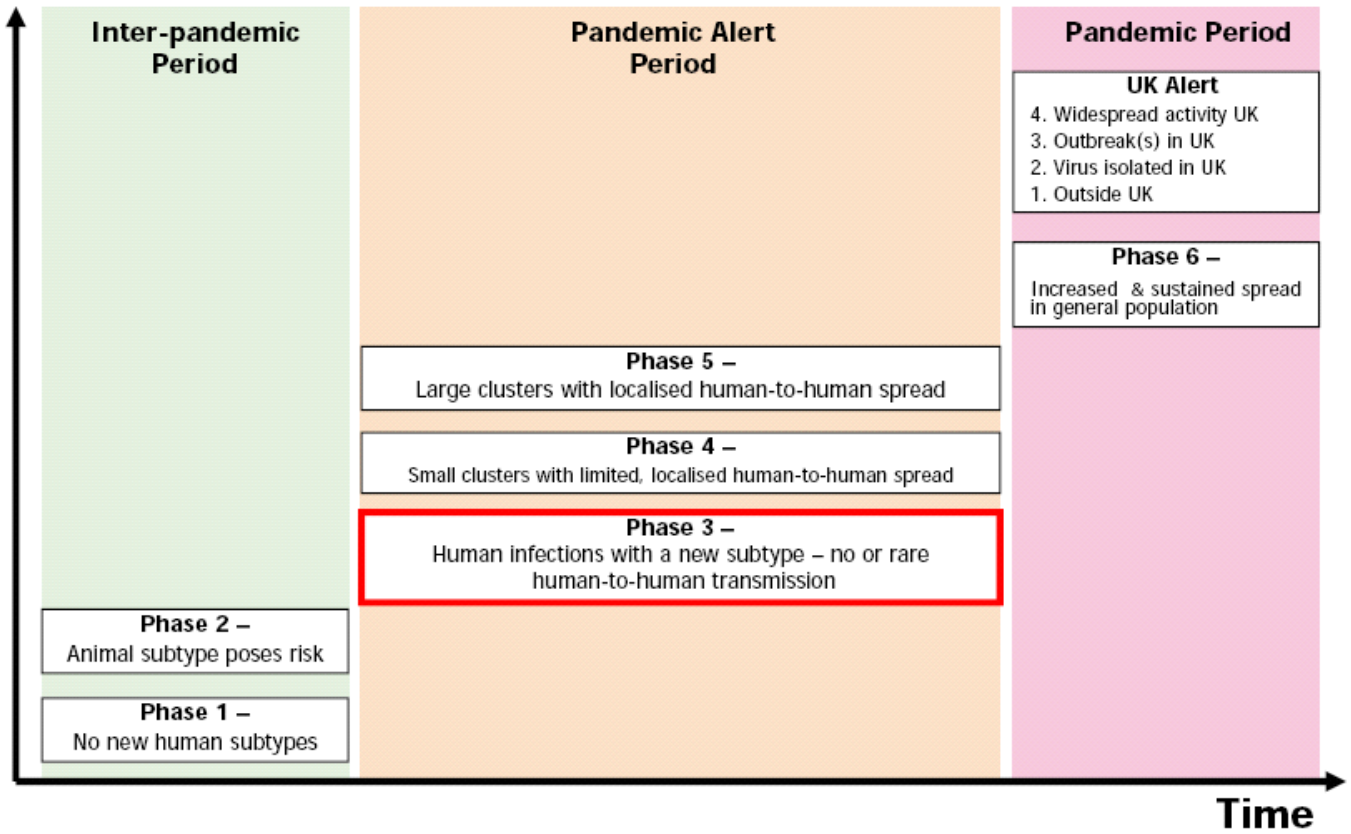 Inter-pandemic
Period
Pandemic Alert
Period
Pandemic Period
UK Alert
4. Widespread activity UK
3. Outbreak(s) in UK
2. Virus isolated in UK
1. Outside UK
Phase 6 –
Increased & sustained spread
in general population
Phase 5 –
Large clusters with localised human-to-human spread
Phase 4 –
Small clusters with limited, localised human-to-human spread
Phase 3 –
Human infections with a new subtype – no or rare
human-to-human transmission
Phase 2 –
Animal subtype poses risk
Phase 1 –
No new human subtypes
Time